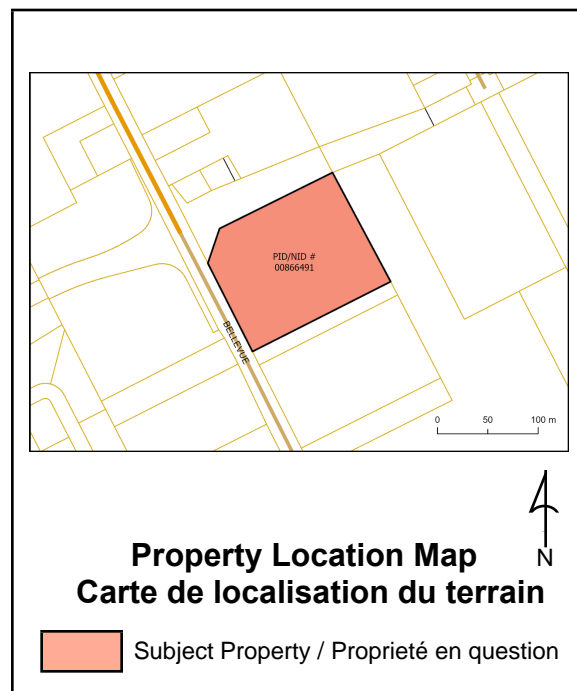 PID/NID #
00866491
BELLEVUE
0 50 100 m
N
Property Location Map
Carte de localisation du terrain
Subject Property / Proprieté en question